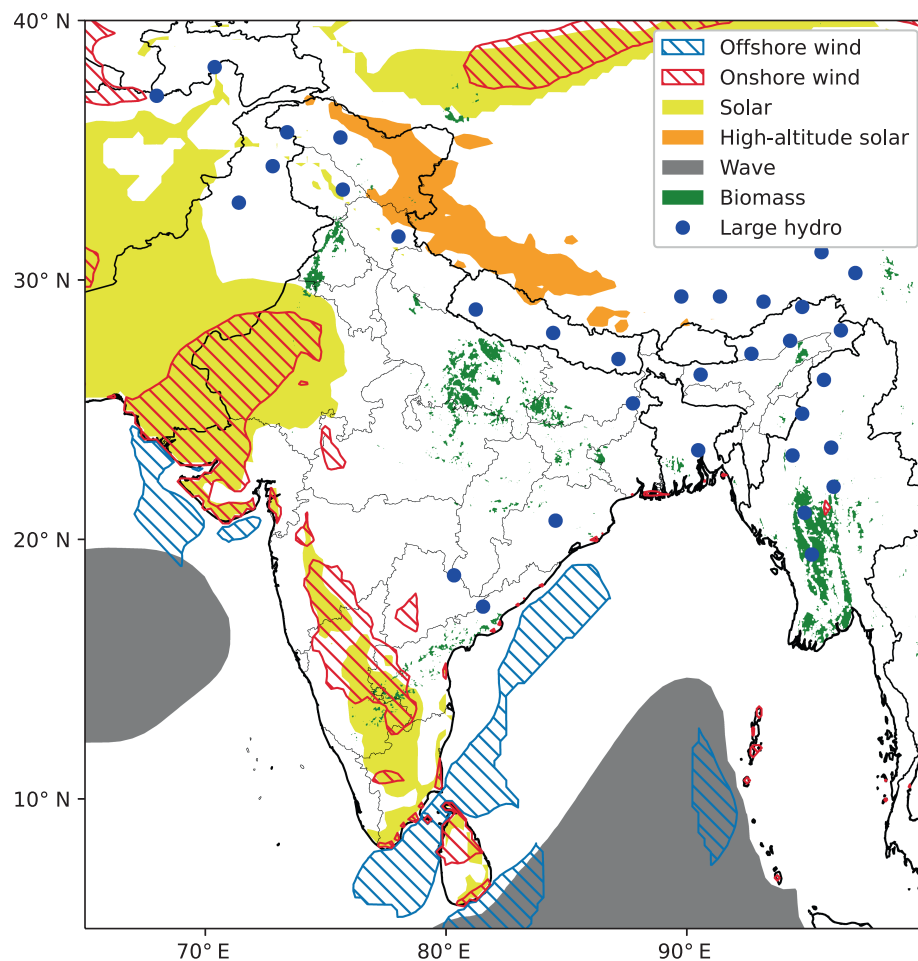 40° N
30° N
20° N
10° N
70° E
80° E
90° E
Offshore wind
Onshore wind
Solar
High-altitude solar
Wave
Biomass
Large hydro